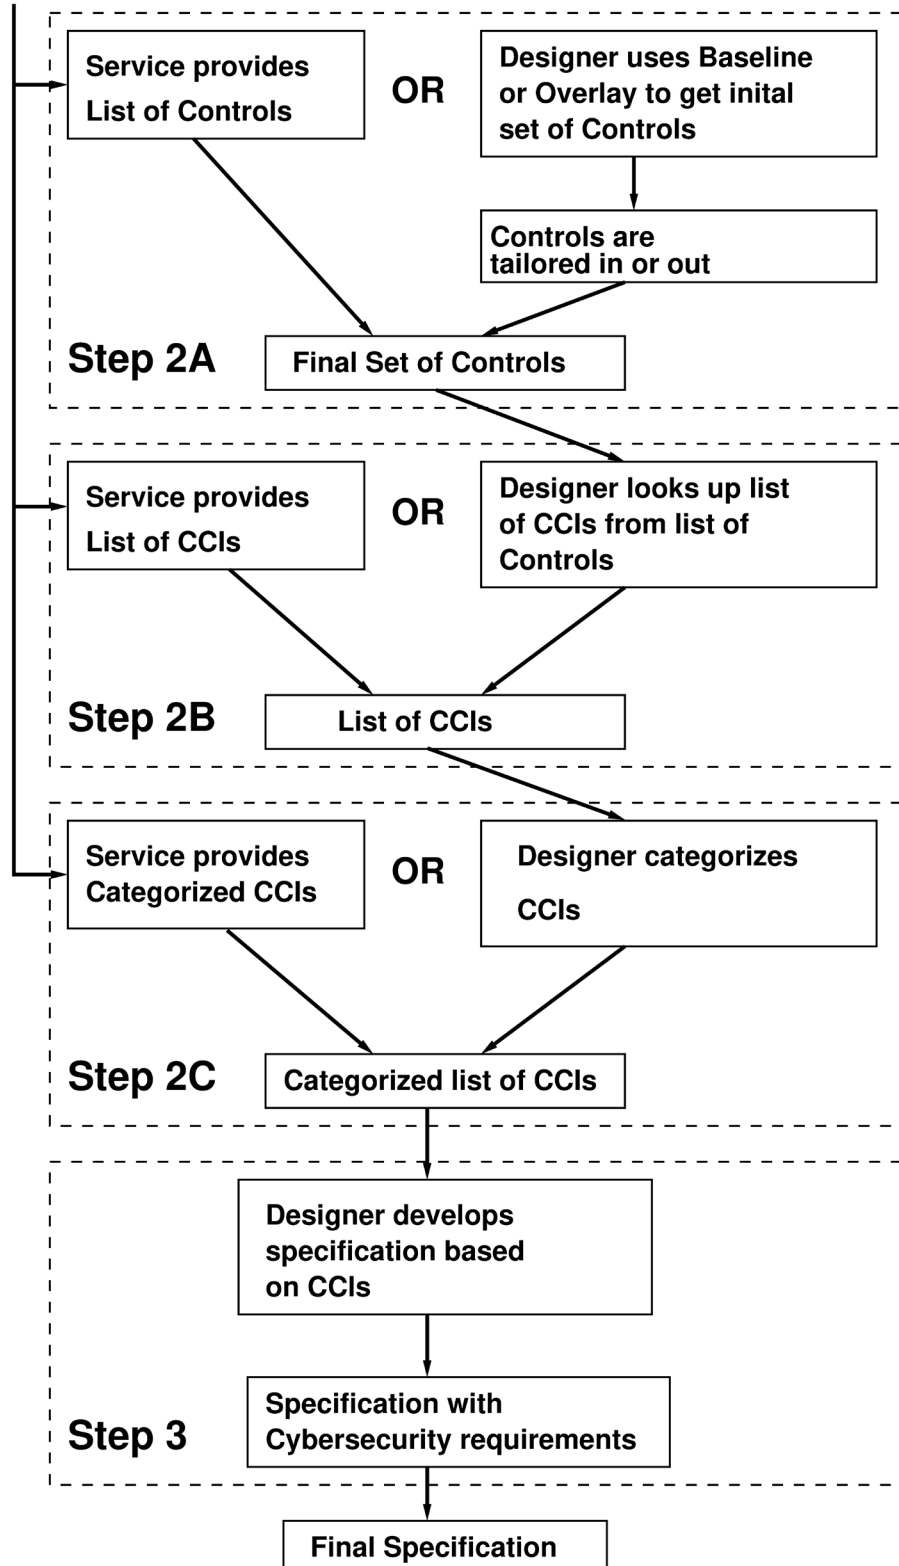 Service provides
List of Controls
OR
Designer uses Baseline
or Overlay to get inital
set of Controls
Controls are
tailored in or out
Step 2A
Final Set of Controls
Service provides
List of CCIs
OR
Designer looks up list
of CCIs from list of
Controls
Step 2B
List of CCIs
Service provides
Categorized CCIs
OR
Designer categorizes
CCIs
Step 2C
Categorized list of CCIs
Designer develops
specification based
on CCIs
Step 3
Specification with
Cybersecurity requirements
Final Specification